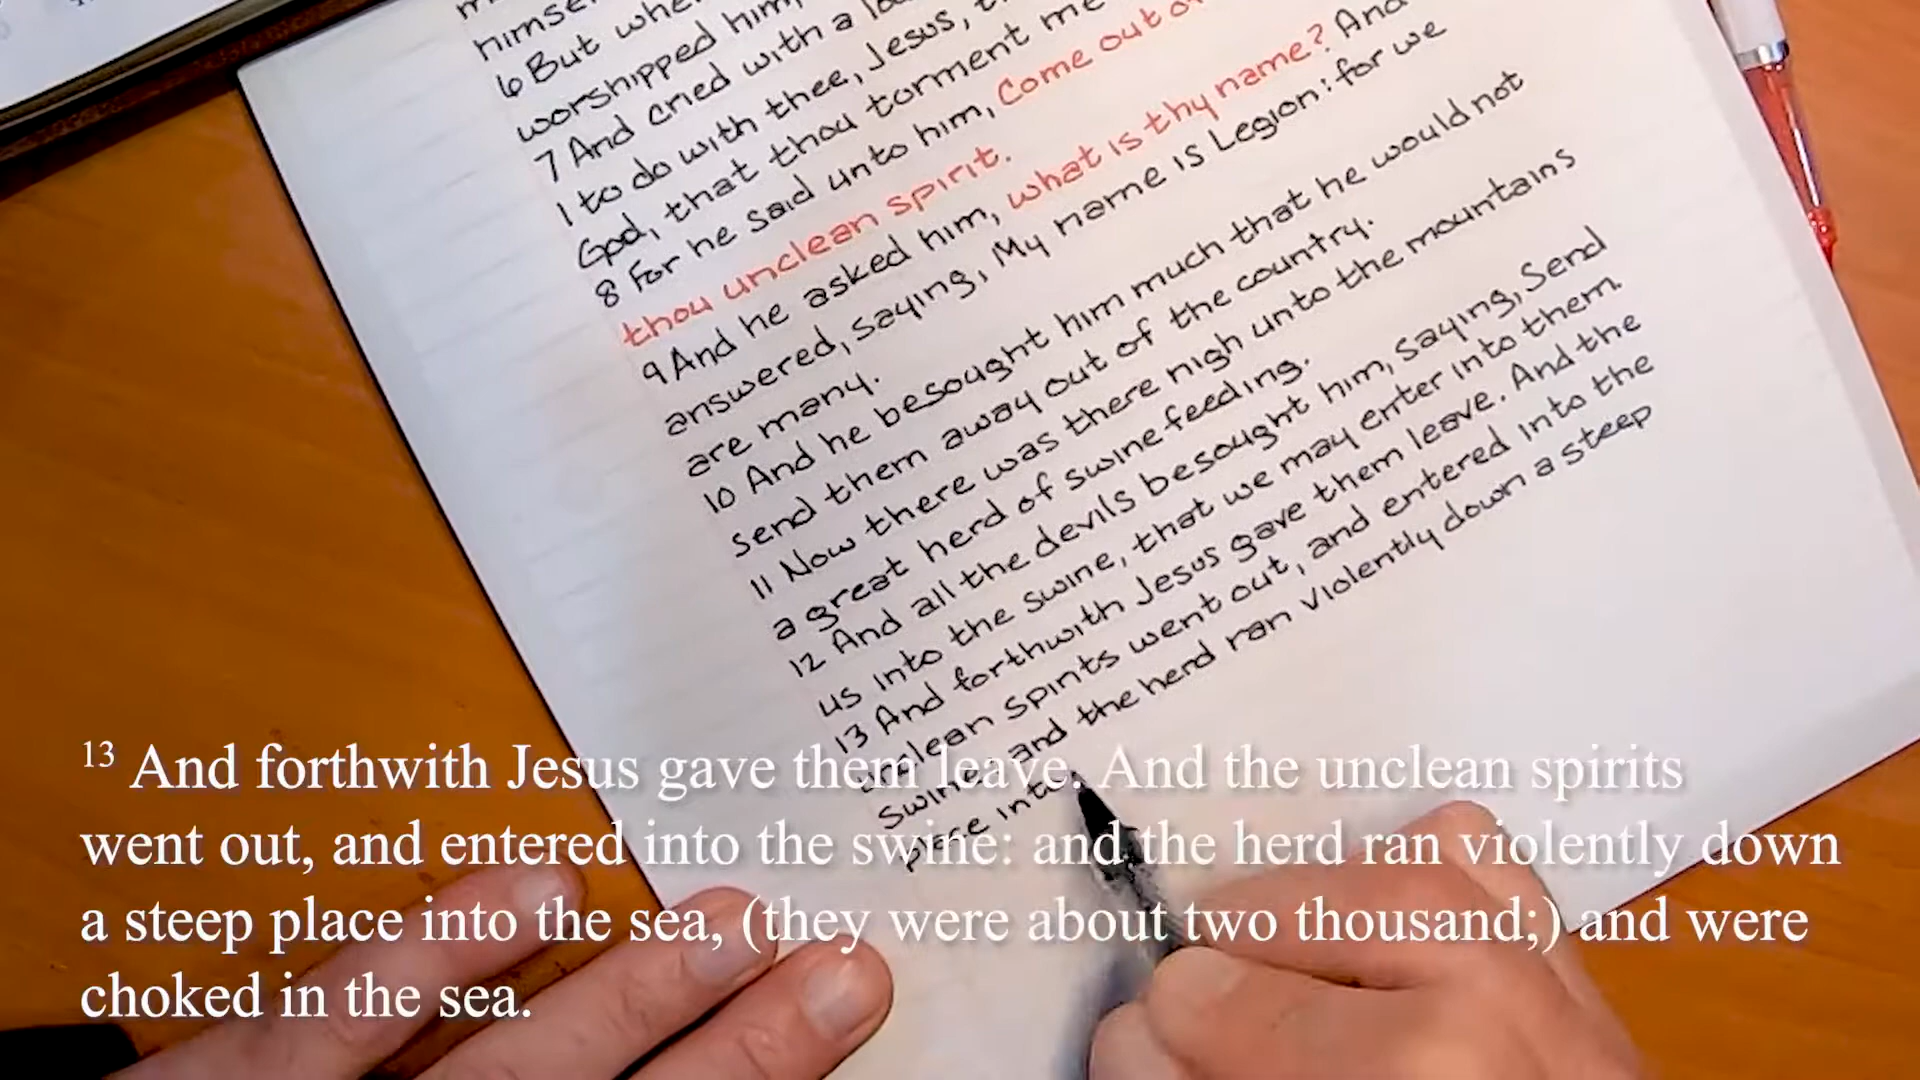 himse
6 But whe
worshipped him,
7 And cried with a lo
I to do with thee, Jesus, t
God, that thou torment me
8 For he said unto him, Come out o
thou unclean spirit.
9 And he asked him, what is thy name? And
answered, saying, My name is Legion: for we
are many.
10 And he besought him much that he would not
send them away out of the country.
11 Now there was there nigh unto the mountains
a great herd of swine feeding.
12 And all the devils besought him, saying, Send
us into the swine, that we may enter into them.
13 And forthwith Jesus gave them leave. And the
unclean spirits went out, and entered into the
swine: and the herd ran violently down a steep
place into
13 And forthwith Jesus gave them leave. And the unclean spirits
went out, and entered into the swine: and the herd ran violently down
a steep place into the sea, (they were about two thousand;) and were
choked in the sea.